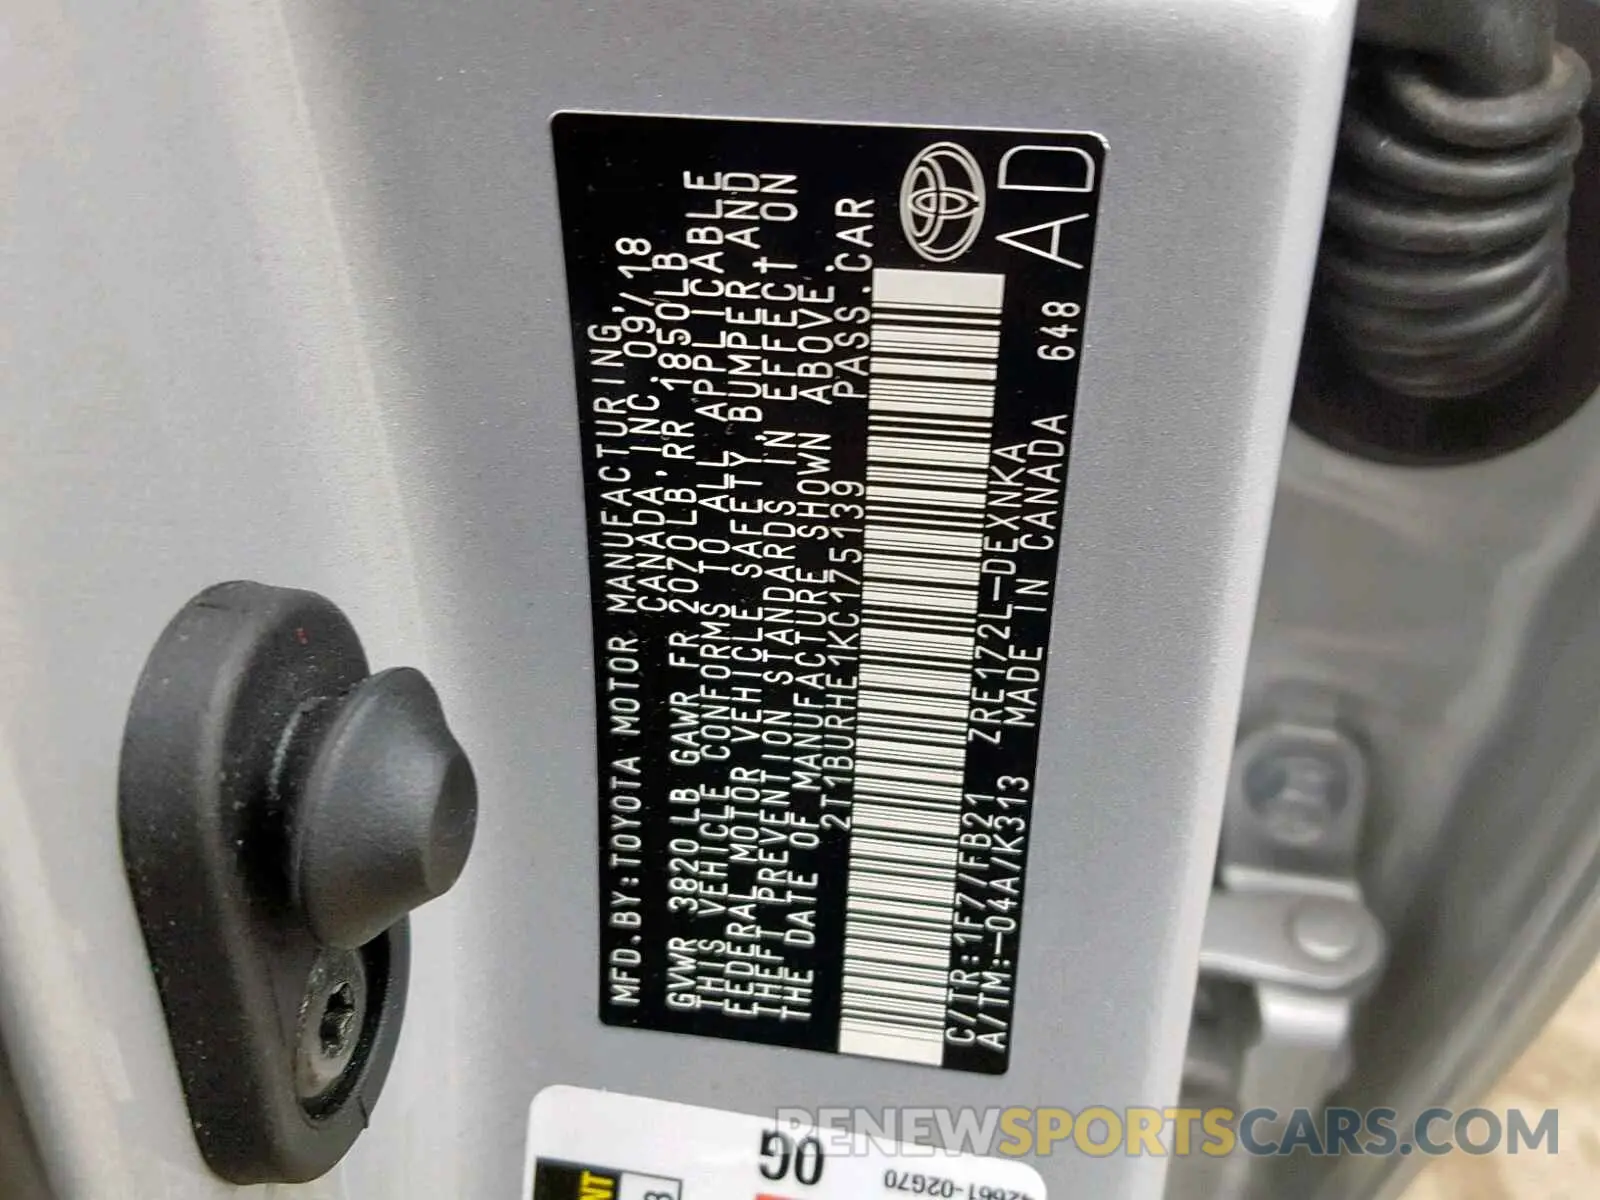 MFD.BY:TOYOTA MOTOR MANUFACTURING,
CANADA, INC. 09/18
GVWR 3820 LB GAWR FR 2070LB RR 1850LB
THIS VEHICLE CONFORMS TO ALL APPLICABLE
FEDERAL MOTOR VEHICLE SAFETY, BUMPER AND
THEFT PREVENTION STANDARDS IN EFFECT ON
THE DATE OF MANUFACTURE SHOWN ABOVE.
2T1BURHE1KC175139 PASS.CAR
C/TR:1F7/FB21 ZRE172L-DEXNKA
A/TM:-04A/K313 MADE IN CANADA 648
AD
0G
42661-02G70
RENEWSPORTSCARS.COM